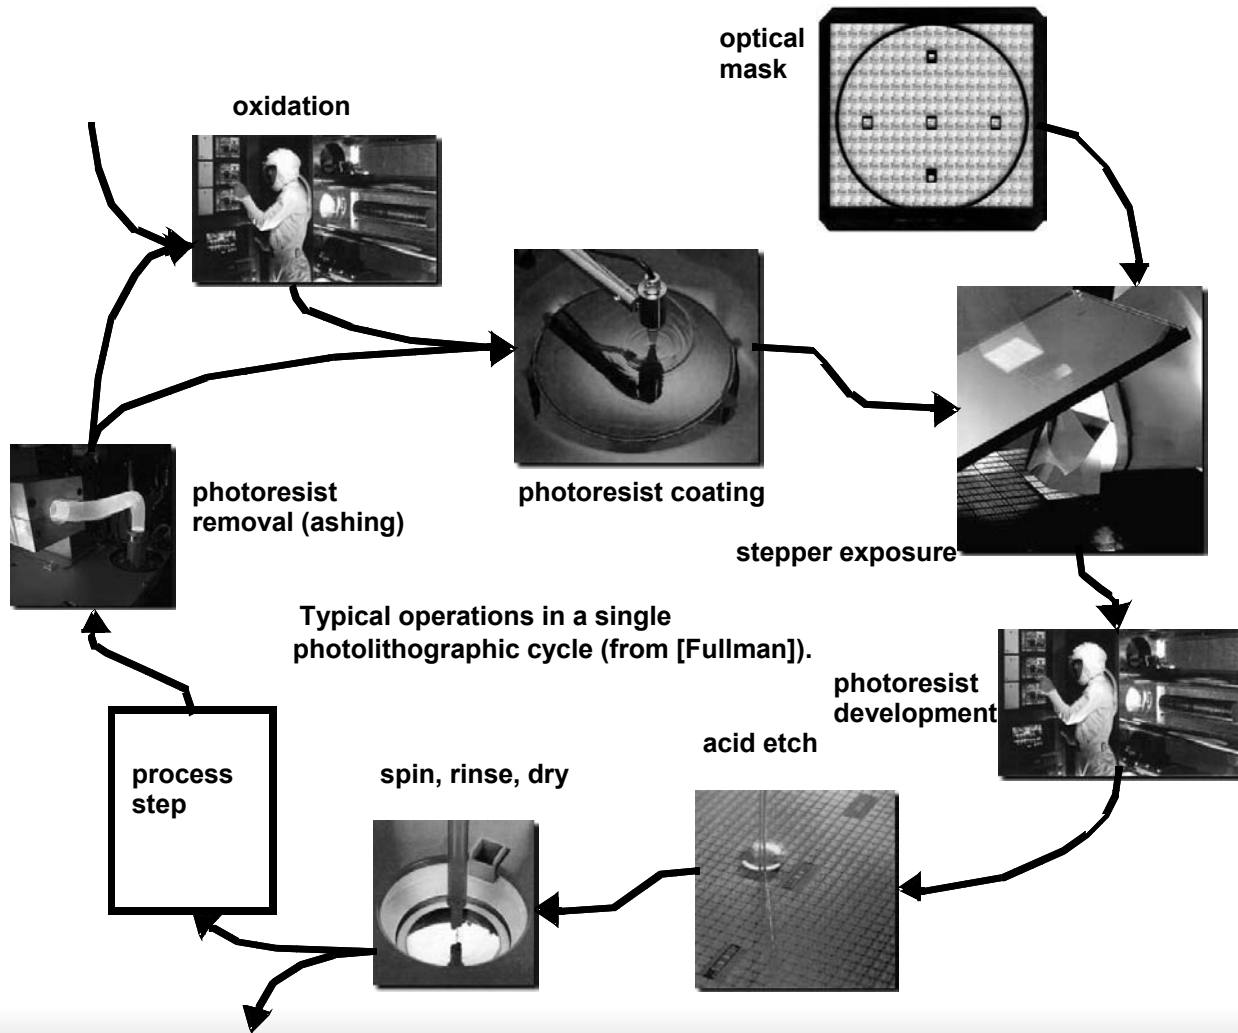 optical
mask
oxidation
photoresist
removal (ashing)
photoresist coating
stepper exposure
Typical operations in a single
photolithographic cycle (from [Fullman]).
photoresist
development
acid etch
process
step
spin, rinse, dry